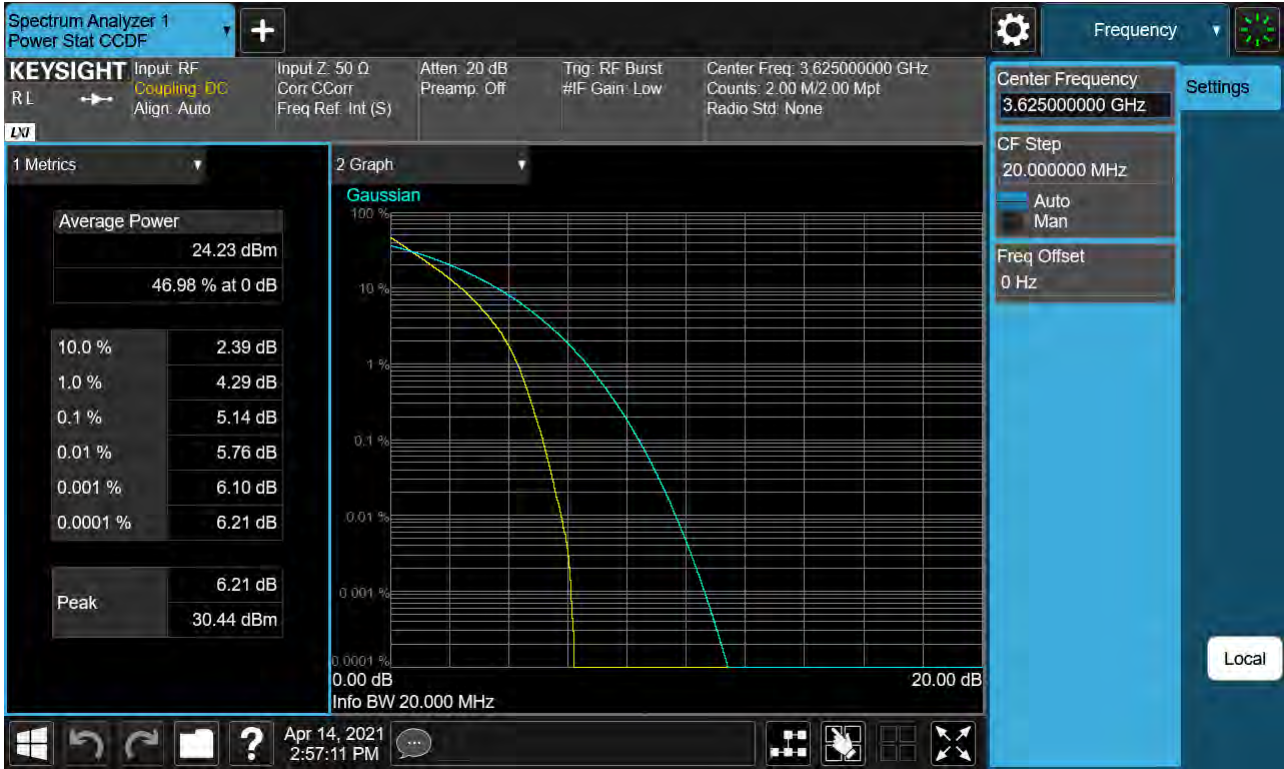 Spectrum Analyzer 1
Power Stat CCDF
Frequency
KEYSIGHT
R L
LXI
Input: RF
Coupling: DC
Align: Auto
Input Z: 50 Ω
Corr CCorr
Freq Ref: Int (S)
Atten: 20 dB
Preamp: Off
Trig: RF Burst
#IF Gain: Low
Center Freq: 3.625000000 GHz
Counts: 2.00 M/2.00 Mpt
Radio Std: None
Center Frequency
3.625000000 GHz
Settings
CF Step
20.000000 MHz
Auto
Man
Freq Offset
0 Hz
1 Metrics
Average Power
24.23 dBm
46.98 % at 0 dB
10.0 % 2.39 dB
1.0 % 4.29 dB
0.1 % 5.14 dB
0.01 % 5.76 dB
0.001 % 6.10 dB
0.0001 % 6.21 dB
Peak
6.21 dB
30.44 dBm
2 Graph
Gaussian
100 %
10 %
1 %
0.1 %
0.01 %
0.001 %
0.0001 %
0.00 dB 20.00 dB
Info BW 20.000 MHz
Local
?
Apr 14, 2021
2:57:11 PM